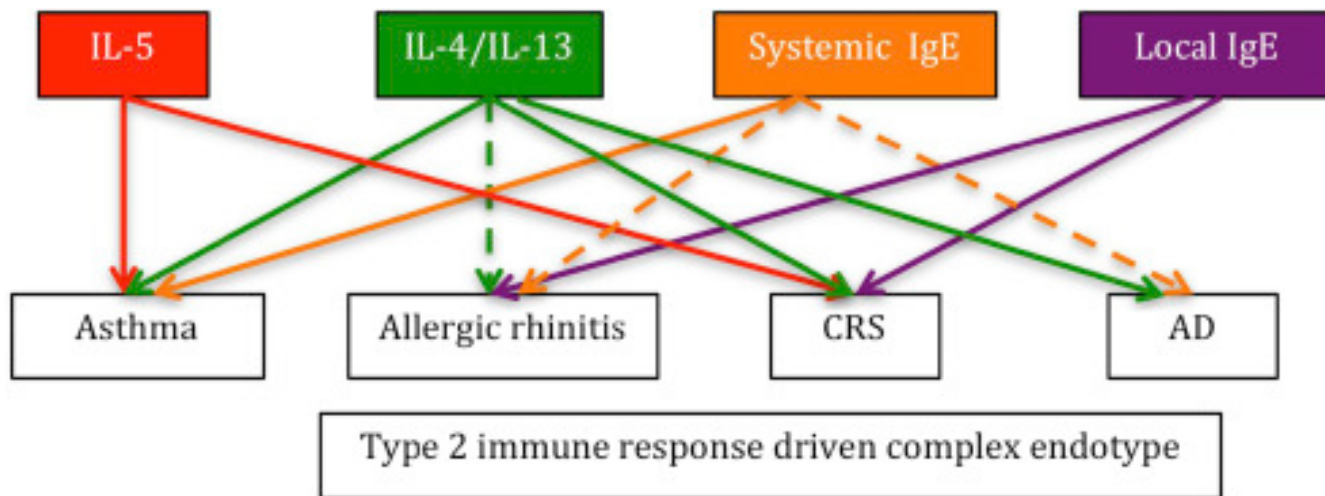 IL-5
IL-4/IL-13
Systemic IgE
Local IgE
Asthma
Allergic rhinitis
CRS
AD
Type 2 immune response driven complex endotype